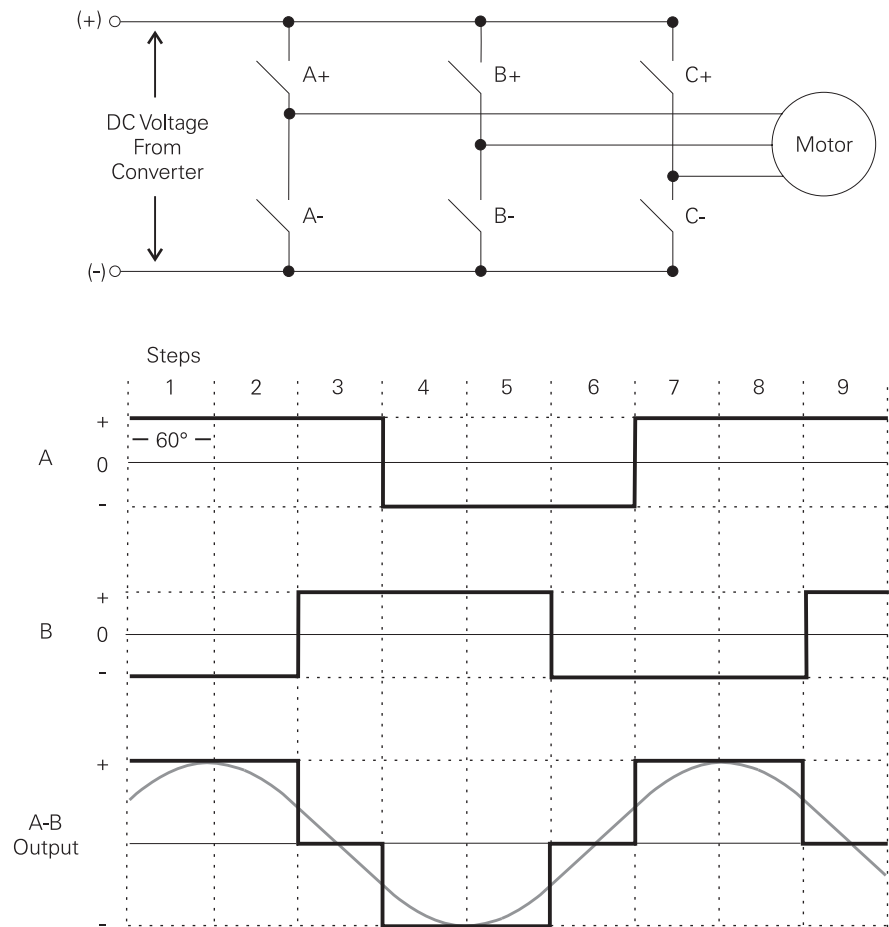 (+)
A+
B+
C+
DC Voltage
From
Converter
Motor
A-
B-
C-
(-)
Steps
1 2 3 4 5 6 7 8 9
+
— 60° —
A
0
-
+
B
0
-
+
A-B
Output
-